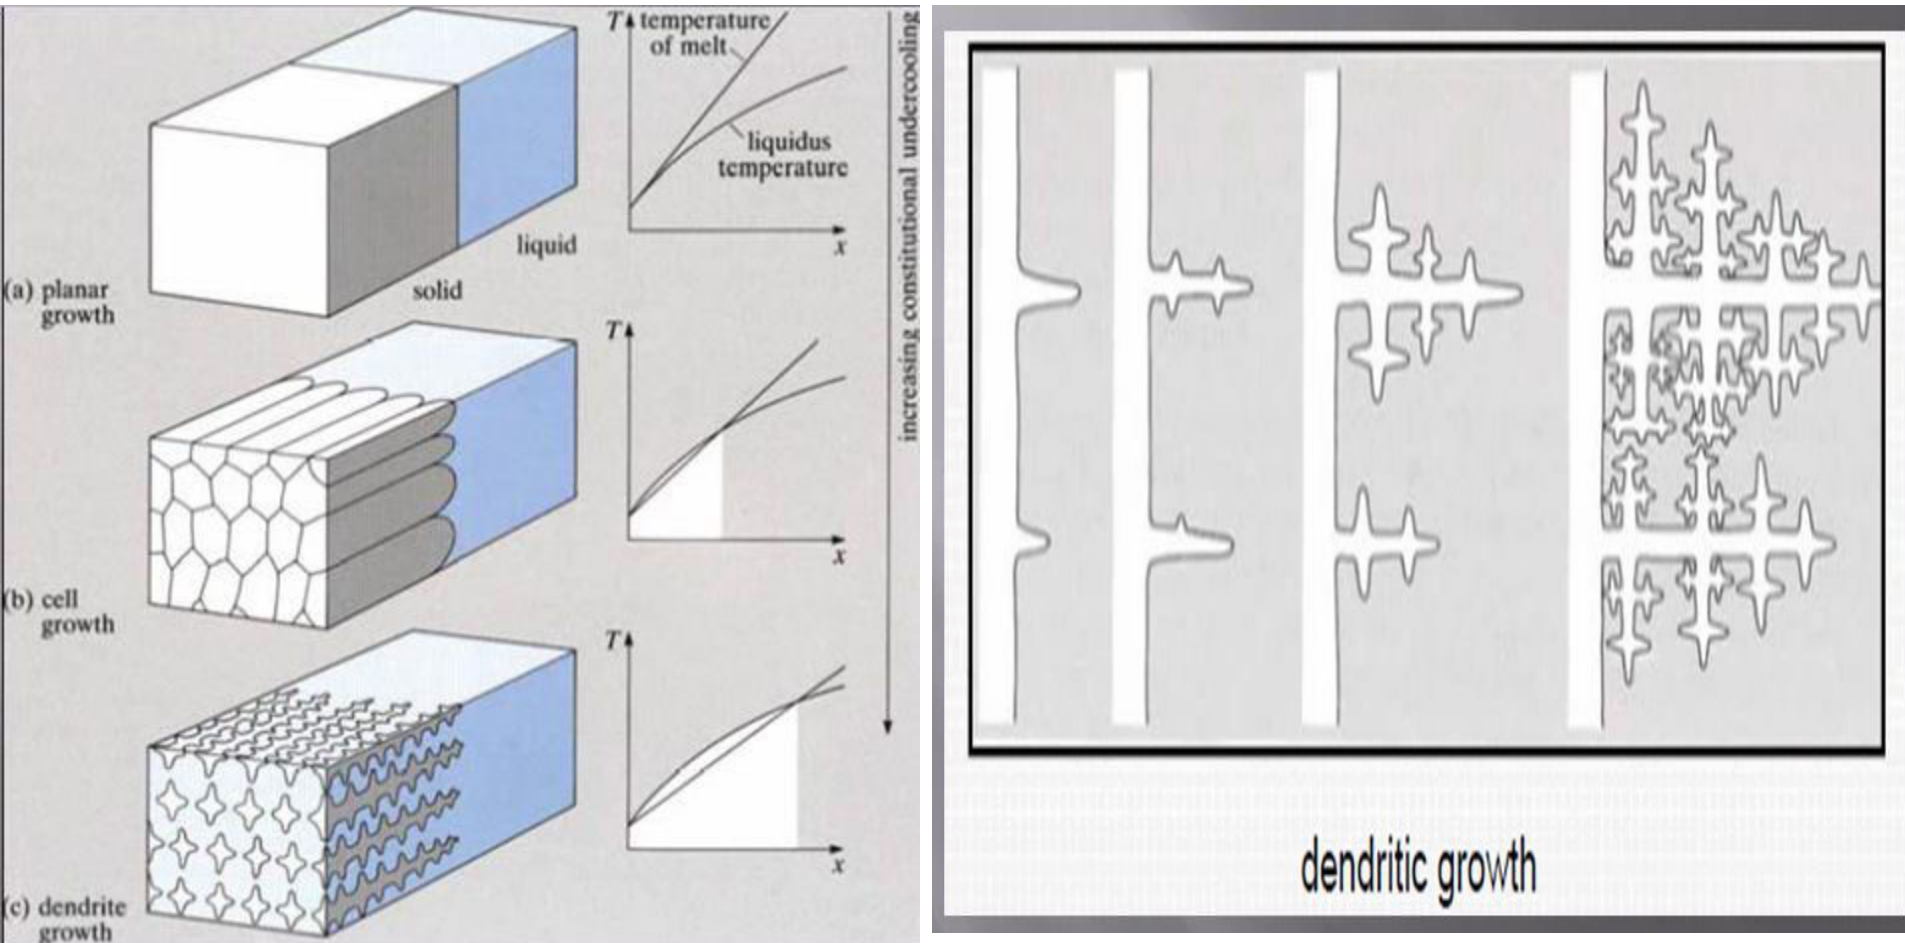 T
temperature
of melt
liquidus
temperature
x
liquid
solid
(a) planar
growth
T
x
(b) cell
growth
T
x
(c) dendrite
growth
increasing constitutional undercooling
dendritic growth